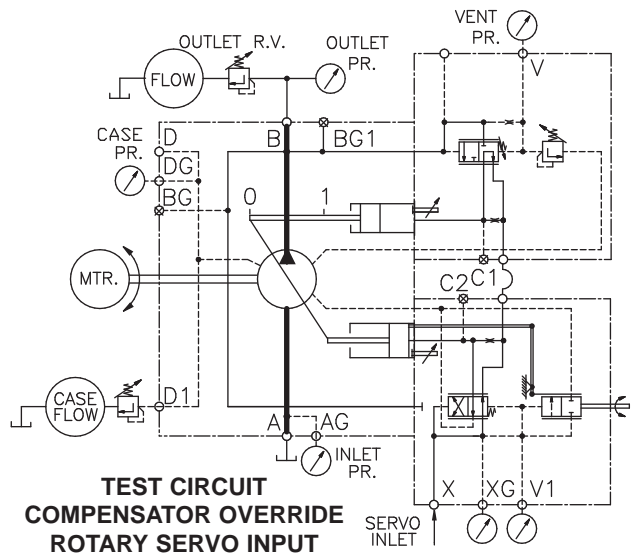 VENT
PR.
OUTLET R.V.
OUTLET
PR.
FLOW
V
CASE
PR.
D
B
BG1
DG
BG
0
1
MTR.
C2
C1
CASE
FLOW
D1
A
AG
INLET
PR.
X
XG
V1
SERVO
INLET
TEST CIRCUIT
COMPENSATOR OVERRIDE
ROTARY SERVO INPUT